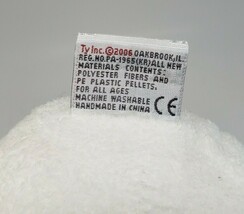 Ty Inc. © 2006 OAKBROOK, IL.
REG.NO.PA-1965(KR) ALL NEW
MATERIALS CONTENTS:
POLYESTER FIBERS AND
PE PLASTIC PELLETS.
FOR ALL AGES
MACHINE WASHABLE
HANDMADE IN CHINA CE